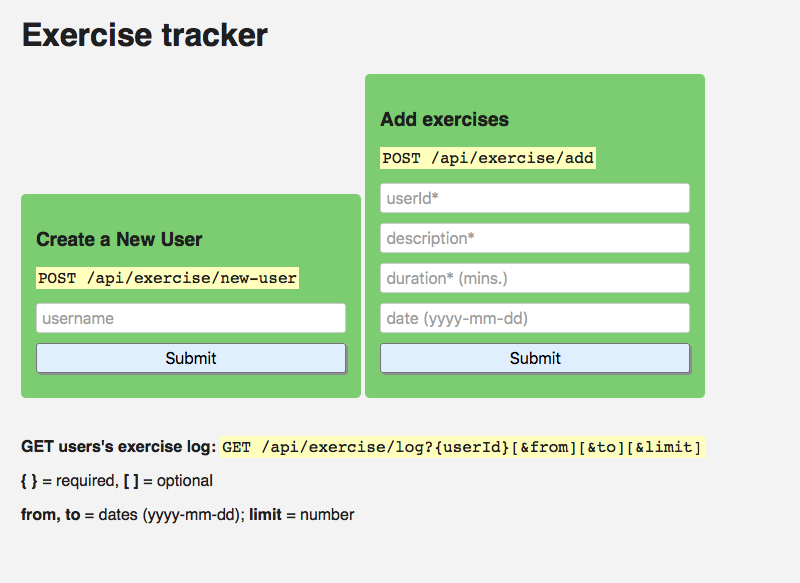 Exercise tracker
Create a New User
POST /api/exercise/new-user
username
Submit
Add exercises
POST /api/exercise/add
userId*
description*
duration* (mins.)
date (yyyy-mm-dd)
Submit
GET users's exercise log: GET /api/exercise/log?{userId}[&from][&to][&limit]
{ } = required, [ ] = optional
from, to = dates (yyyy-mm-dd); limit = number